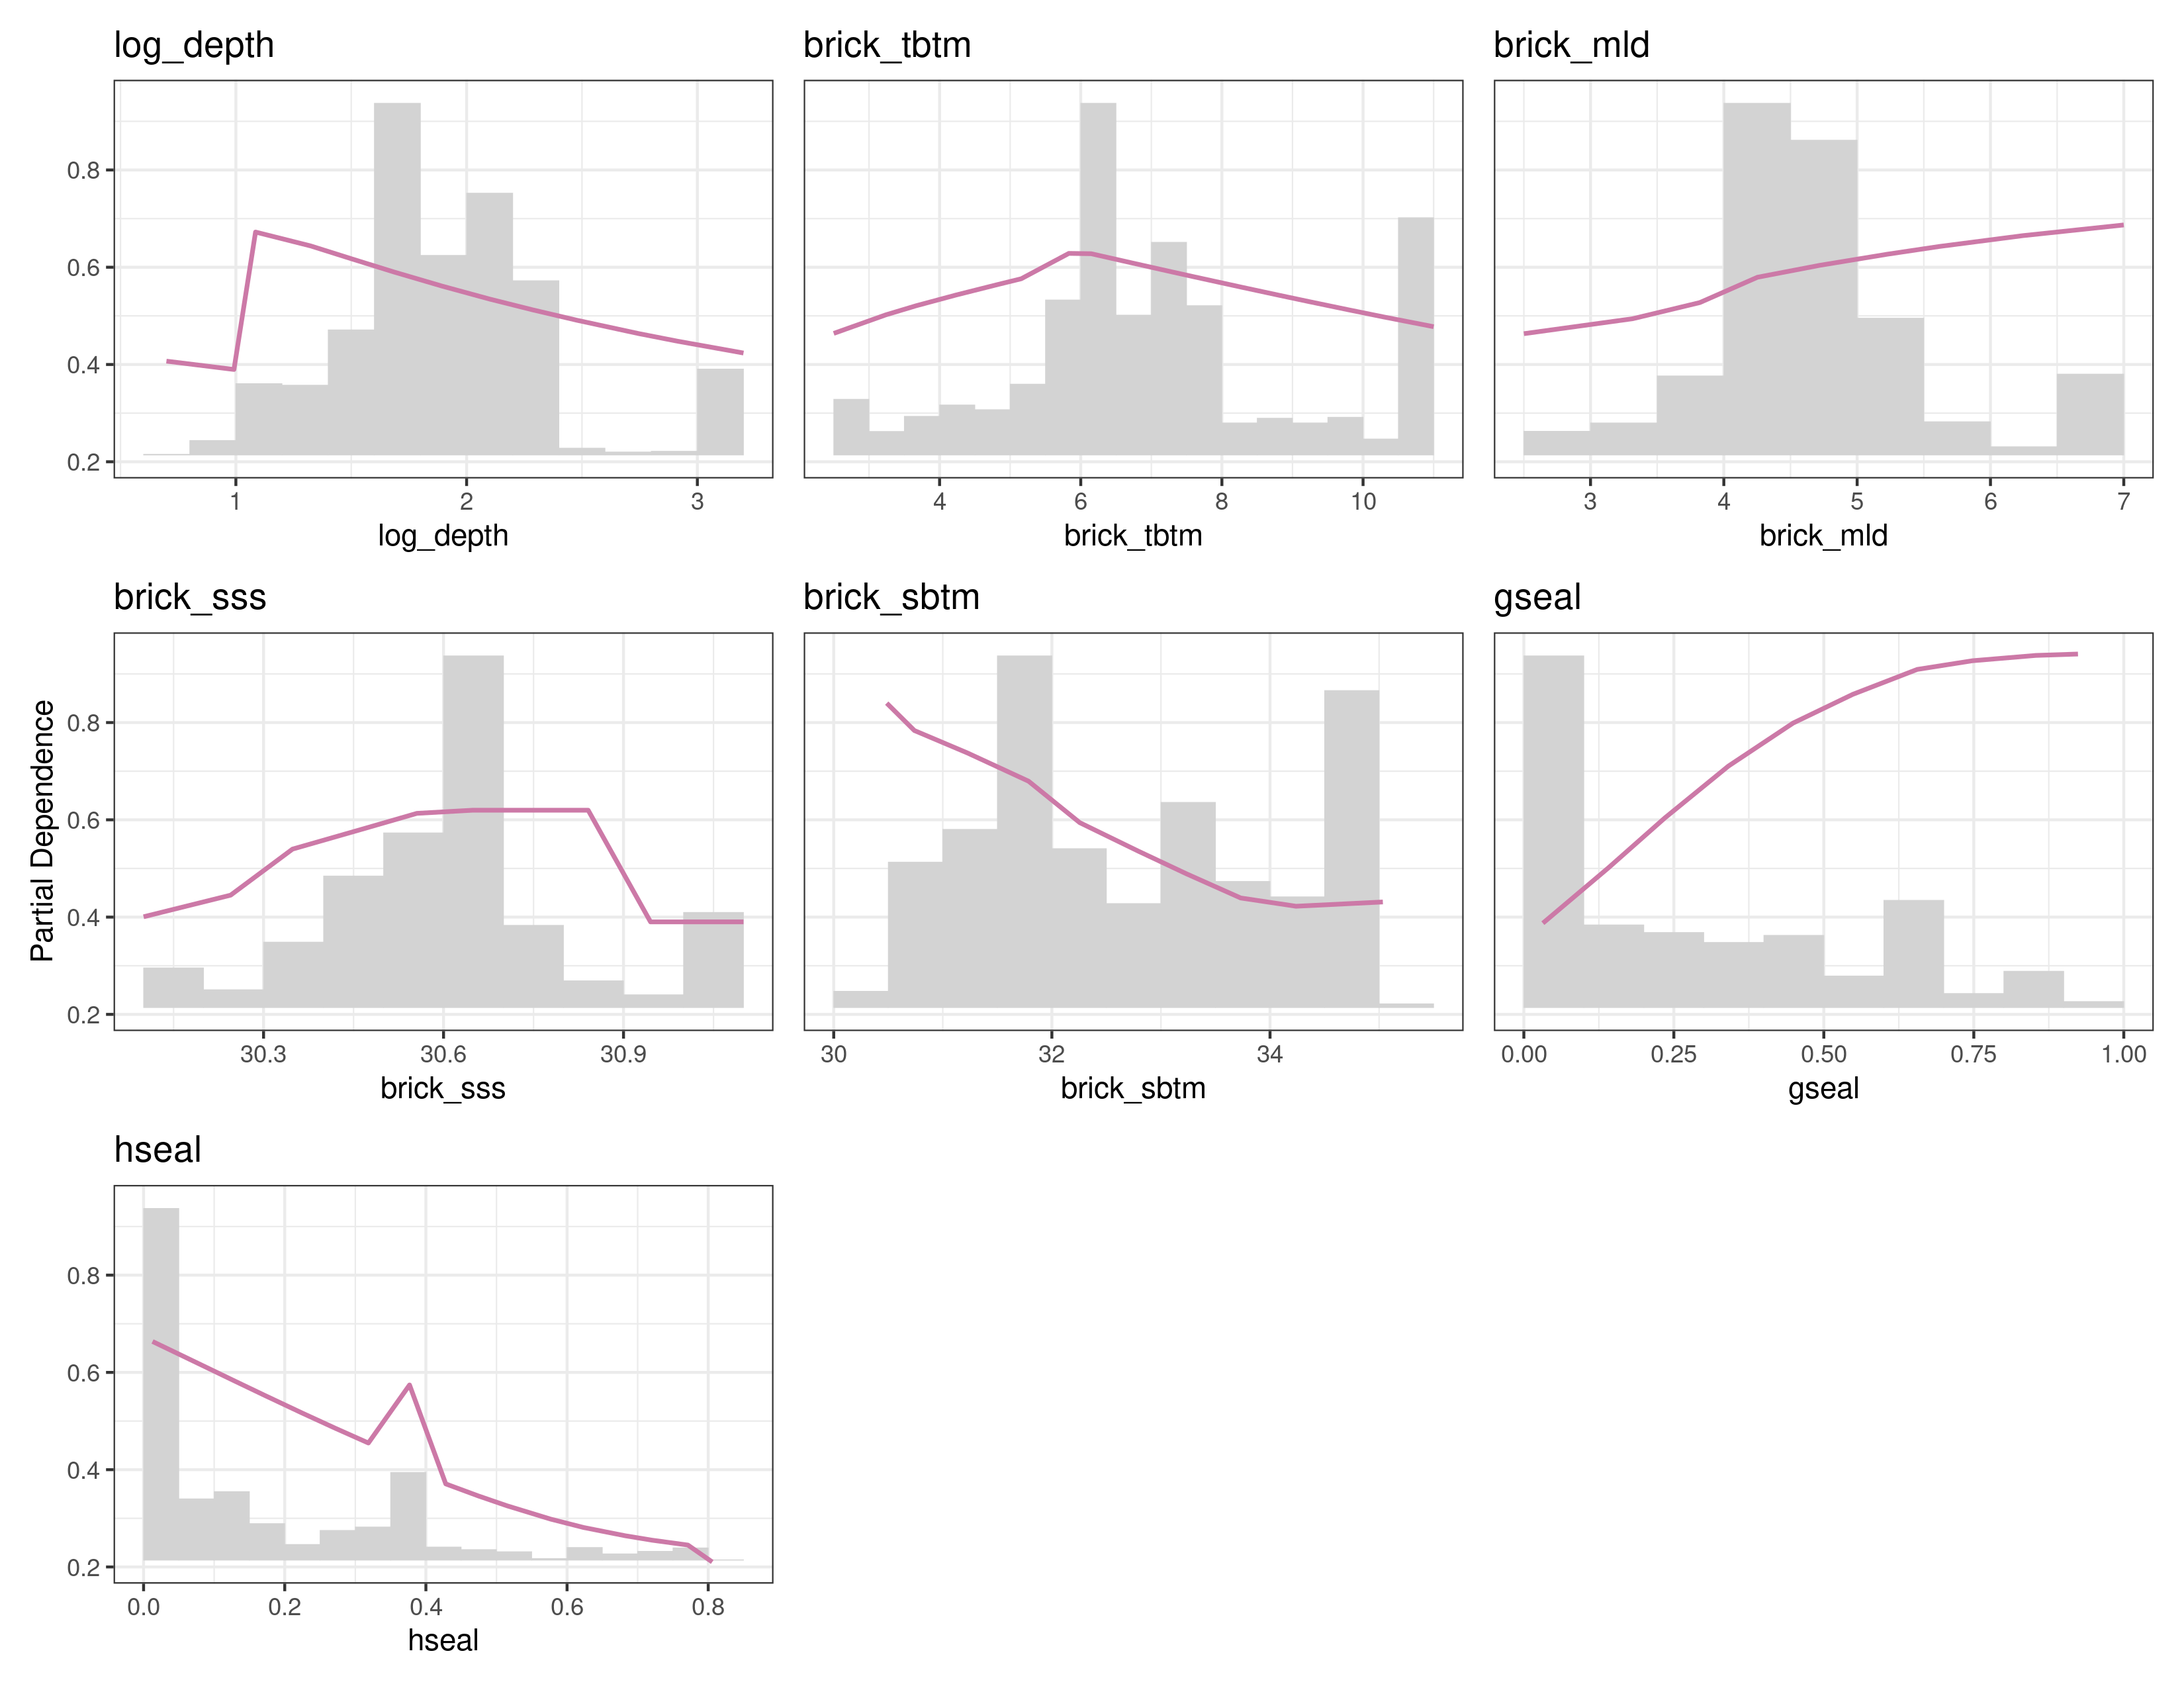 log_depth
brick_tbtm
brick_mld
0.8
0.6
0.4
0.2
1 2 3
4 6 8 10
3 4 5 6 7
log_depth
brick_tbtm
brick_mld
brick_sss
brick_sbtm
gseal
Partial Dependence
0.8
0.6
0.4
0.2
30.3 30.6 30.9
30 32 34
0.00 0.25 0.50 0.75 1.00
brick_sss
brick_sbtm
gseal
hseal
0.8
0.6
0.4
0.2
0.0 0.2 0.4 0.6 0.8
hseal